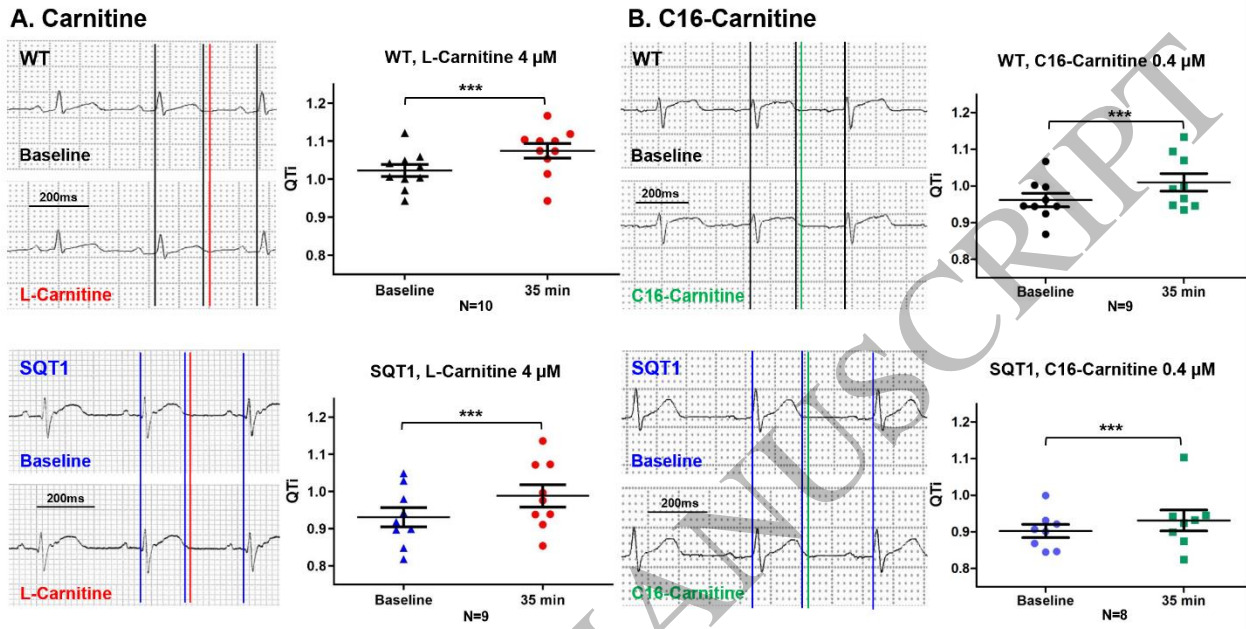 A. Carnitine
WT
Baseline
200ms
L-Carnitine
WT, L-Carnitine 4 µM
***
1.2
1.1
1.0
0.9
0.8
QTi
Baseline 35 min
N=10
SQT1
Baseline
200ms
L-Carnitine
SQT1, L-Carnitine 4 µM
***
1.2
1.1
1.0
0.9
0.8
QTi
Baseline 35 min
N=9
B. C16-Carnitine
WT
Baseline
200ms
C16-Carnitine
WT, C16-Carnitine 0.4 µM
***
1.2
1.1
1.0
0.9
0.8
QTi
Baseline 35 min
N=9
SQT1
Baseline
200ms
C16-Carnitine
SQT1, C16-Carnitine 0.4 µM
***
1.2
1.1
1.0
0.9
0.8
QTi
Baseline 35 min
N=8
ANUSCRIPT